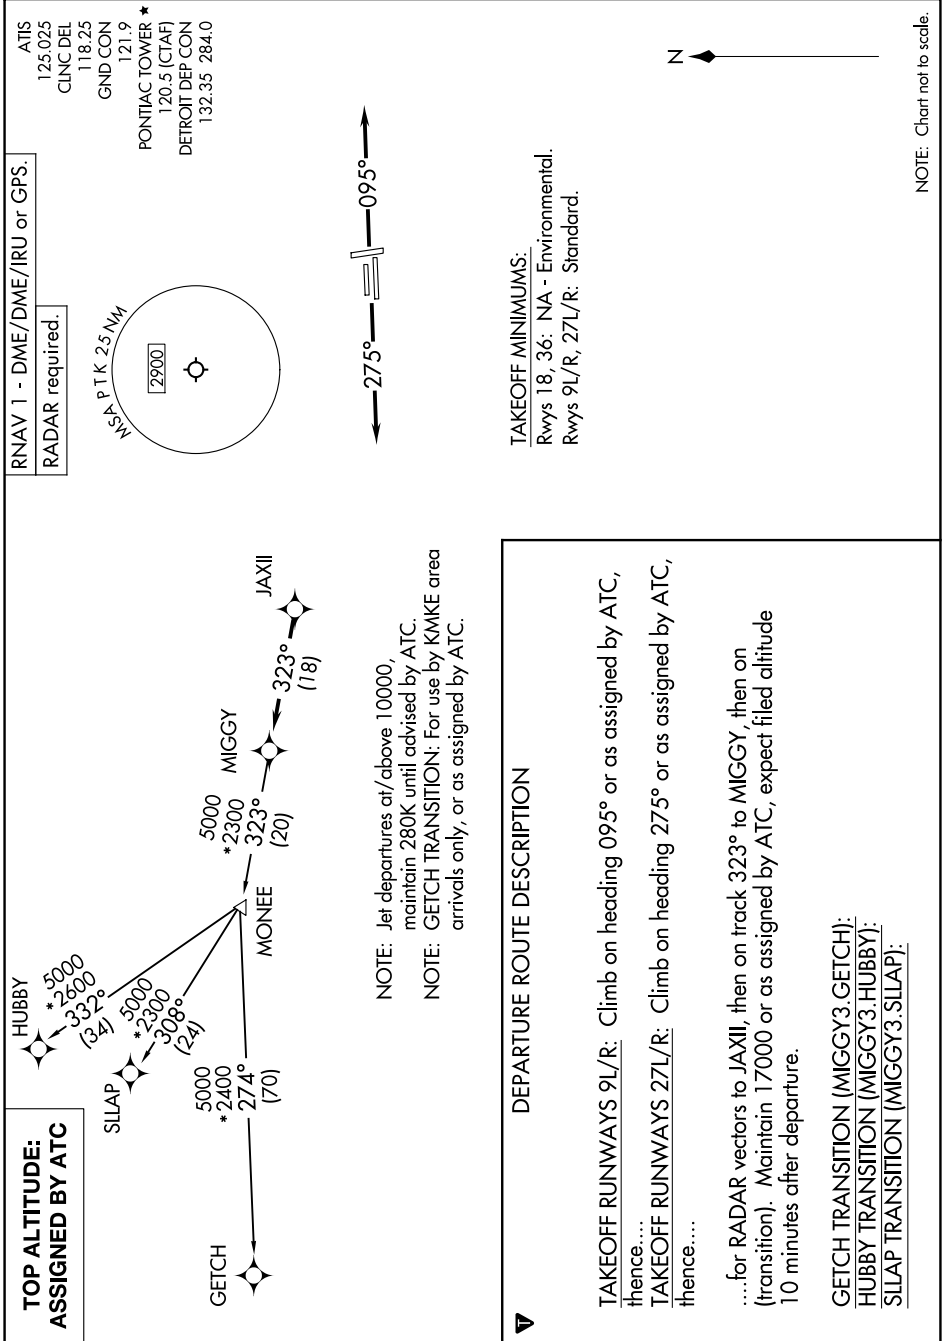 TOP ALTITUDE:
ASSIGNED BY ATC
RNAV 1 - DME/DME/IRU or GPS.
RADAR required.
ATIS
125.025
CLNC DEL
118.25
GND CON
121.9
PONTIAC TOWER ★
120.5 (CTAF)
DETROIT DEP CON
132.35 284.0
MSA PTK 25 NM
2900
HUBBY
5000
*2600
332°
(34)
SLLAP
5000
*2300
308°
(24)
GETCH
5000
*2400
274°
(70)
MONEE
5000
*2300
323°
(20)
MIGGY
323°
(18)
JAXII
275°
095°
NOTE: Jet departures at/above 10000,
maintain 280K until advised by ATC.
NOTE: GETCH TRANSITION: For use by KMKE area
arrivals only, or as assigned by ATC.
TAKEOFF MINIMUMS:
Rwys 18, 36: NA - Environmental.
Rwys 9L/R, 27L/R: Standard.
N
NOTE: Chart not to scale.
T
DEPARTURE ROUTE DESCRIPTION
TAKEOFF RUNWAYS 9L/R: Climb on heading 095° or as assigned by ATC,
thence....
TAKEOFF RUNWAYS 27L/R: Climb on heading 275° or as assigned by ATC,
thence....
....for RADAR vectors to JAXII, then on track 323° to MIGGY, then on
(transition). Maintain 17000 or as assigned by ATC, expect filed altitude
10 minutes after departure.
GETCH TRANSITION (MIGGY3.GETCH):
HUBBY TRANSITION (MIGGY3.HUBBY):
SLLAP TRANSITION (MIGGY3.SLLAP):